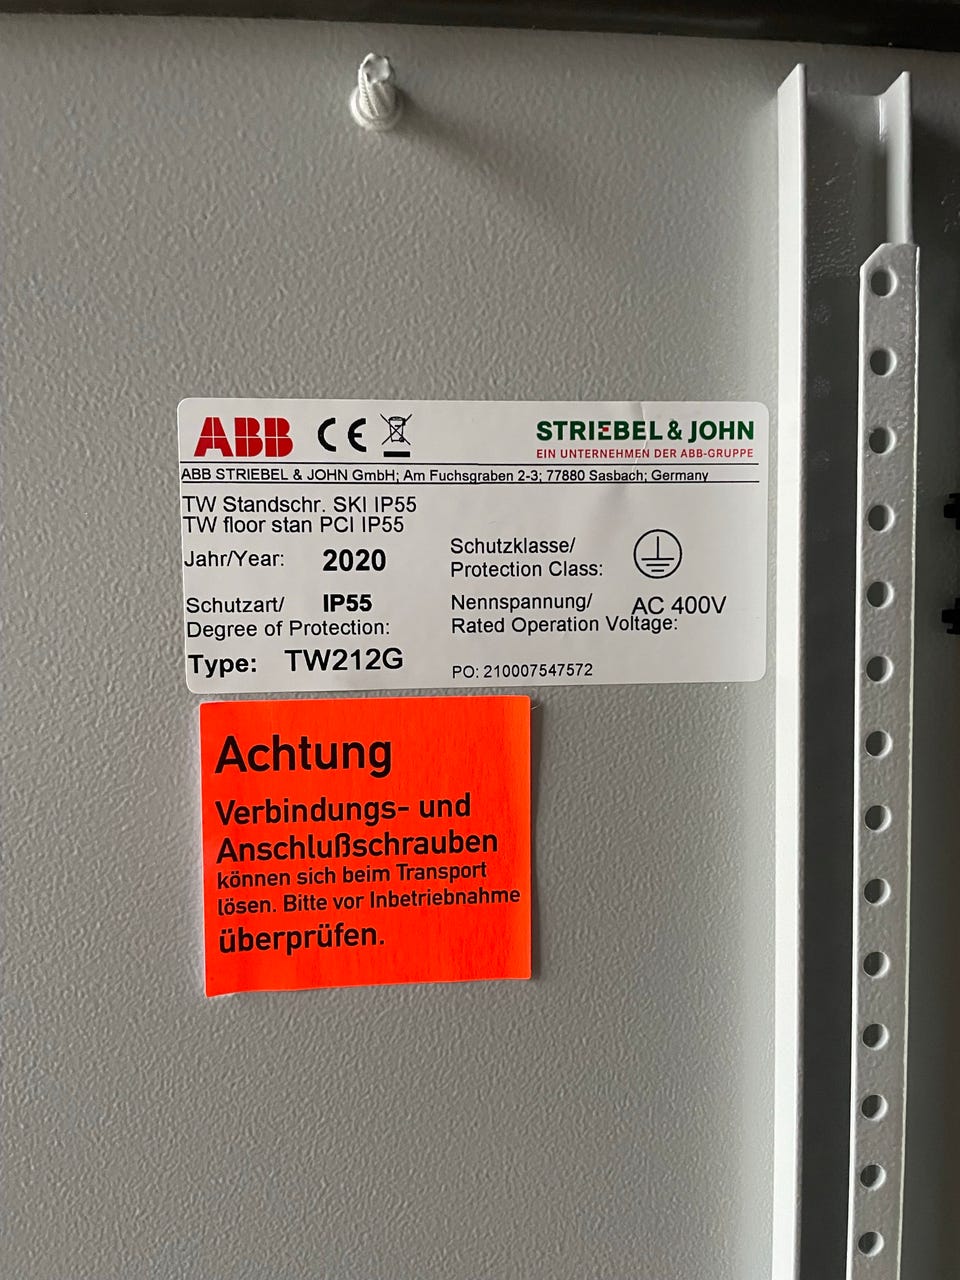 ABB CE STRIEBEL & JOHN
EIN UNTERNEHMEN DER ABB-GRUPPE
ABB STRIEBEL & JOHN GmbH; Am Fuchsgraben 2-3; 77880 Sasbach; Germany
TW Standschr. SKI IP55
TW floor stan PCI IP55
Jahr/Year: 2020
Schutzklasse/
Protection Class:
Schutzart/ IP55
Degree of Protection:
Nennspannung/ AC 400V
Rated Operation Voltage:
Type: TW212G
PO: 210007547572
Achtung
Verbindungs- und
Anschlußschrauben
können sich beim Transport
lösen. Bitte vor Inbetriebnahme
überprüfen.